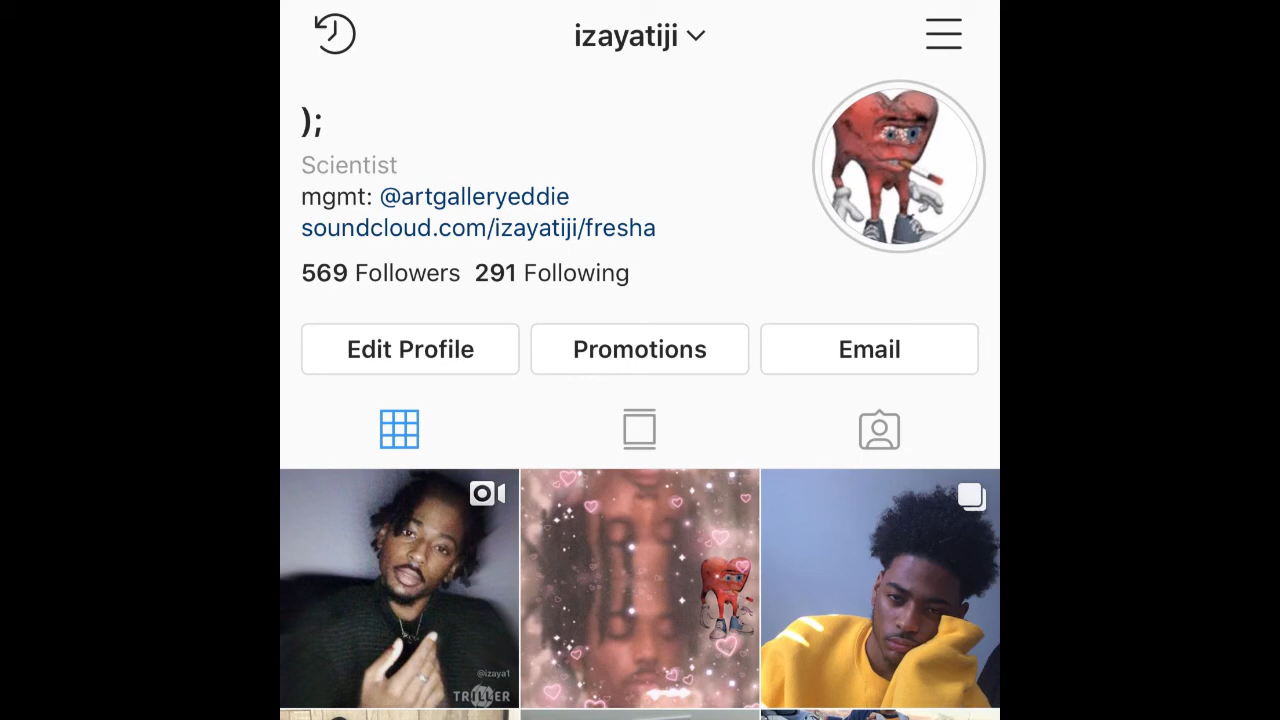 izayatiji
);
Scientist
mgmt: @artgalleryeddie
soundcloud.com/izayatiji/fresha
569 Followers 291 Following
Edit Profile
Promotions
Email
@izaya1
TRILLER